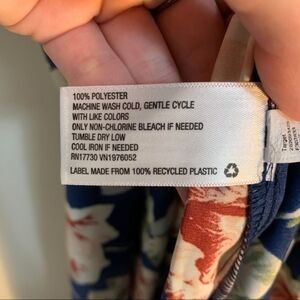 100% POLYESTER
MACHINE WASH COLD, GENTLE CYCLE
WITH LIKE COLORS
ONLY NON-CHLORINE BLEACH IF NEEDED
TUMBLE DRY LOW
COOL IRON IF NEEDED
RN17730 VN1976052
LABEL MADE FROM 100% RECYCLED PLASTIC
Target